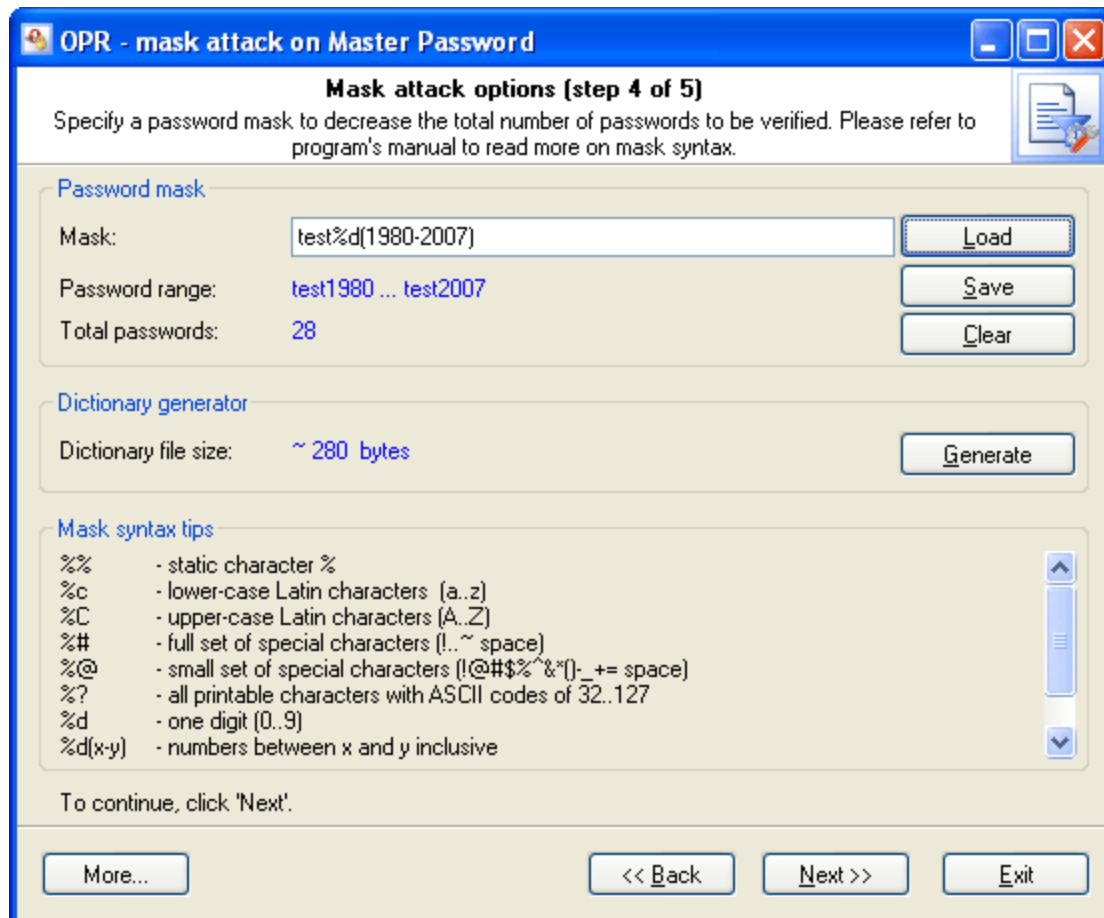 OPR - mask attack on Master Password
Mask attack options (step 4 of 5)
Specify a password mask to decrease the total number of passwords to be verified. Please refer to
program's manual to read more on mask syntax.
Password mask
Mask: test%d(1980-2007) Load
Password range: test1980 ... test2007 Save
Total passwords: 28 Clear
Dictionary generator
Dictionary file size: ~ 280 bytes Generate
Mask syntax tips
%% - static character %
%c - lower-case Latin characters (a..z)
%C - upper-case Latin characters (A..Z)
%# - full set of special characters (!..~ space)
%@ - small set of special characters (!@#$%^&*()-_+= space)
%? - all printable characters with ASCII codes of 32..127
%d - one digit (0..9)
%d(x-y) - numbers between x and y inclusive
To continue, click 'Next'.
More... << Back Next >> Exit